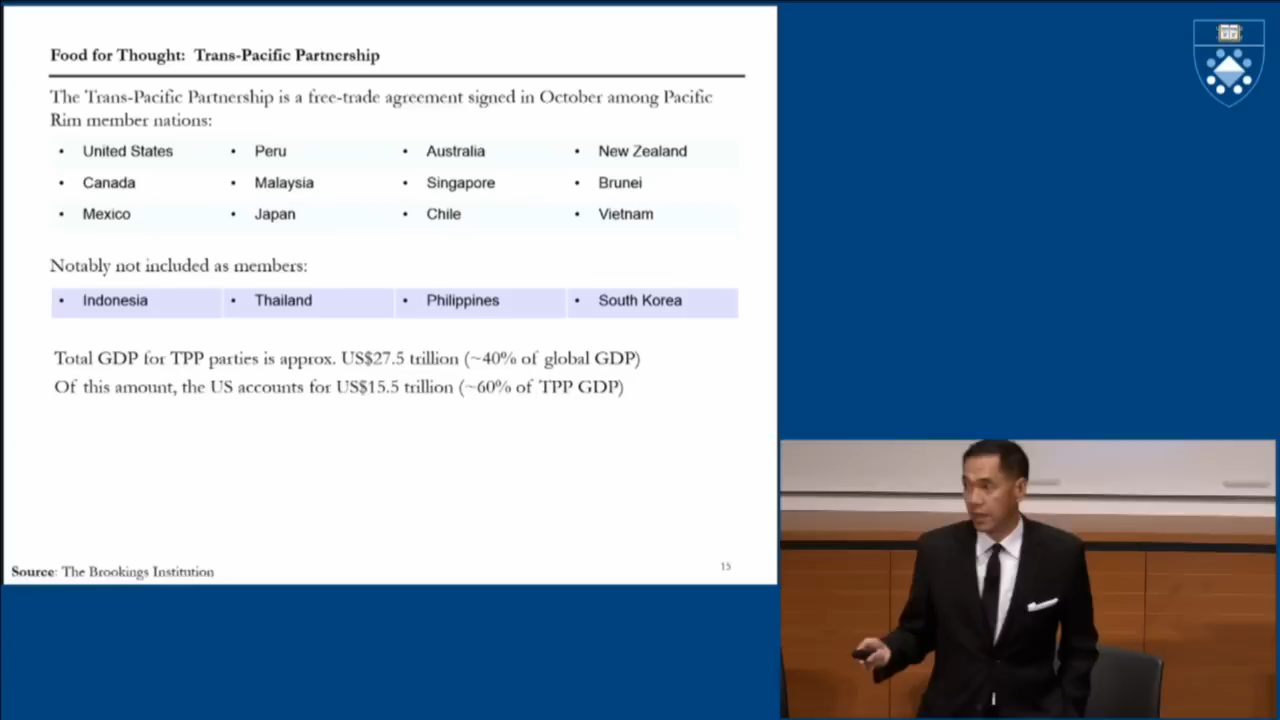 Food for Thought: Trans-Pacific Partnership
The Trans-Pacific Partnership is a free-trade agreement signed in October among Pacific
Rim member nations:
• United States • Peru • Australia • New Zealand
• Canada • Malaysia • Singapore • Brunei
• Mexico • Japan • Chile • Vietnam
Notably not included as members:
• Indonesia • Thailand • Philippines • South Korea
Total GDP for TPP parties is approx. US$27.5 trillion (~40% of global GDP)
Of this amount, the US accounts for US$15.5 trillion (~60% of TPP GDP)
Source: The Brookings Institution
15